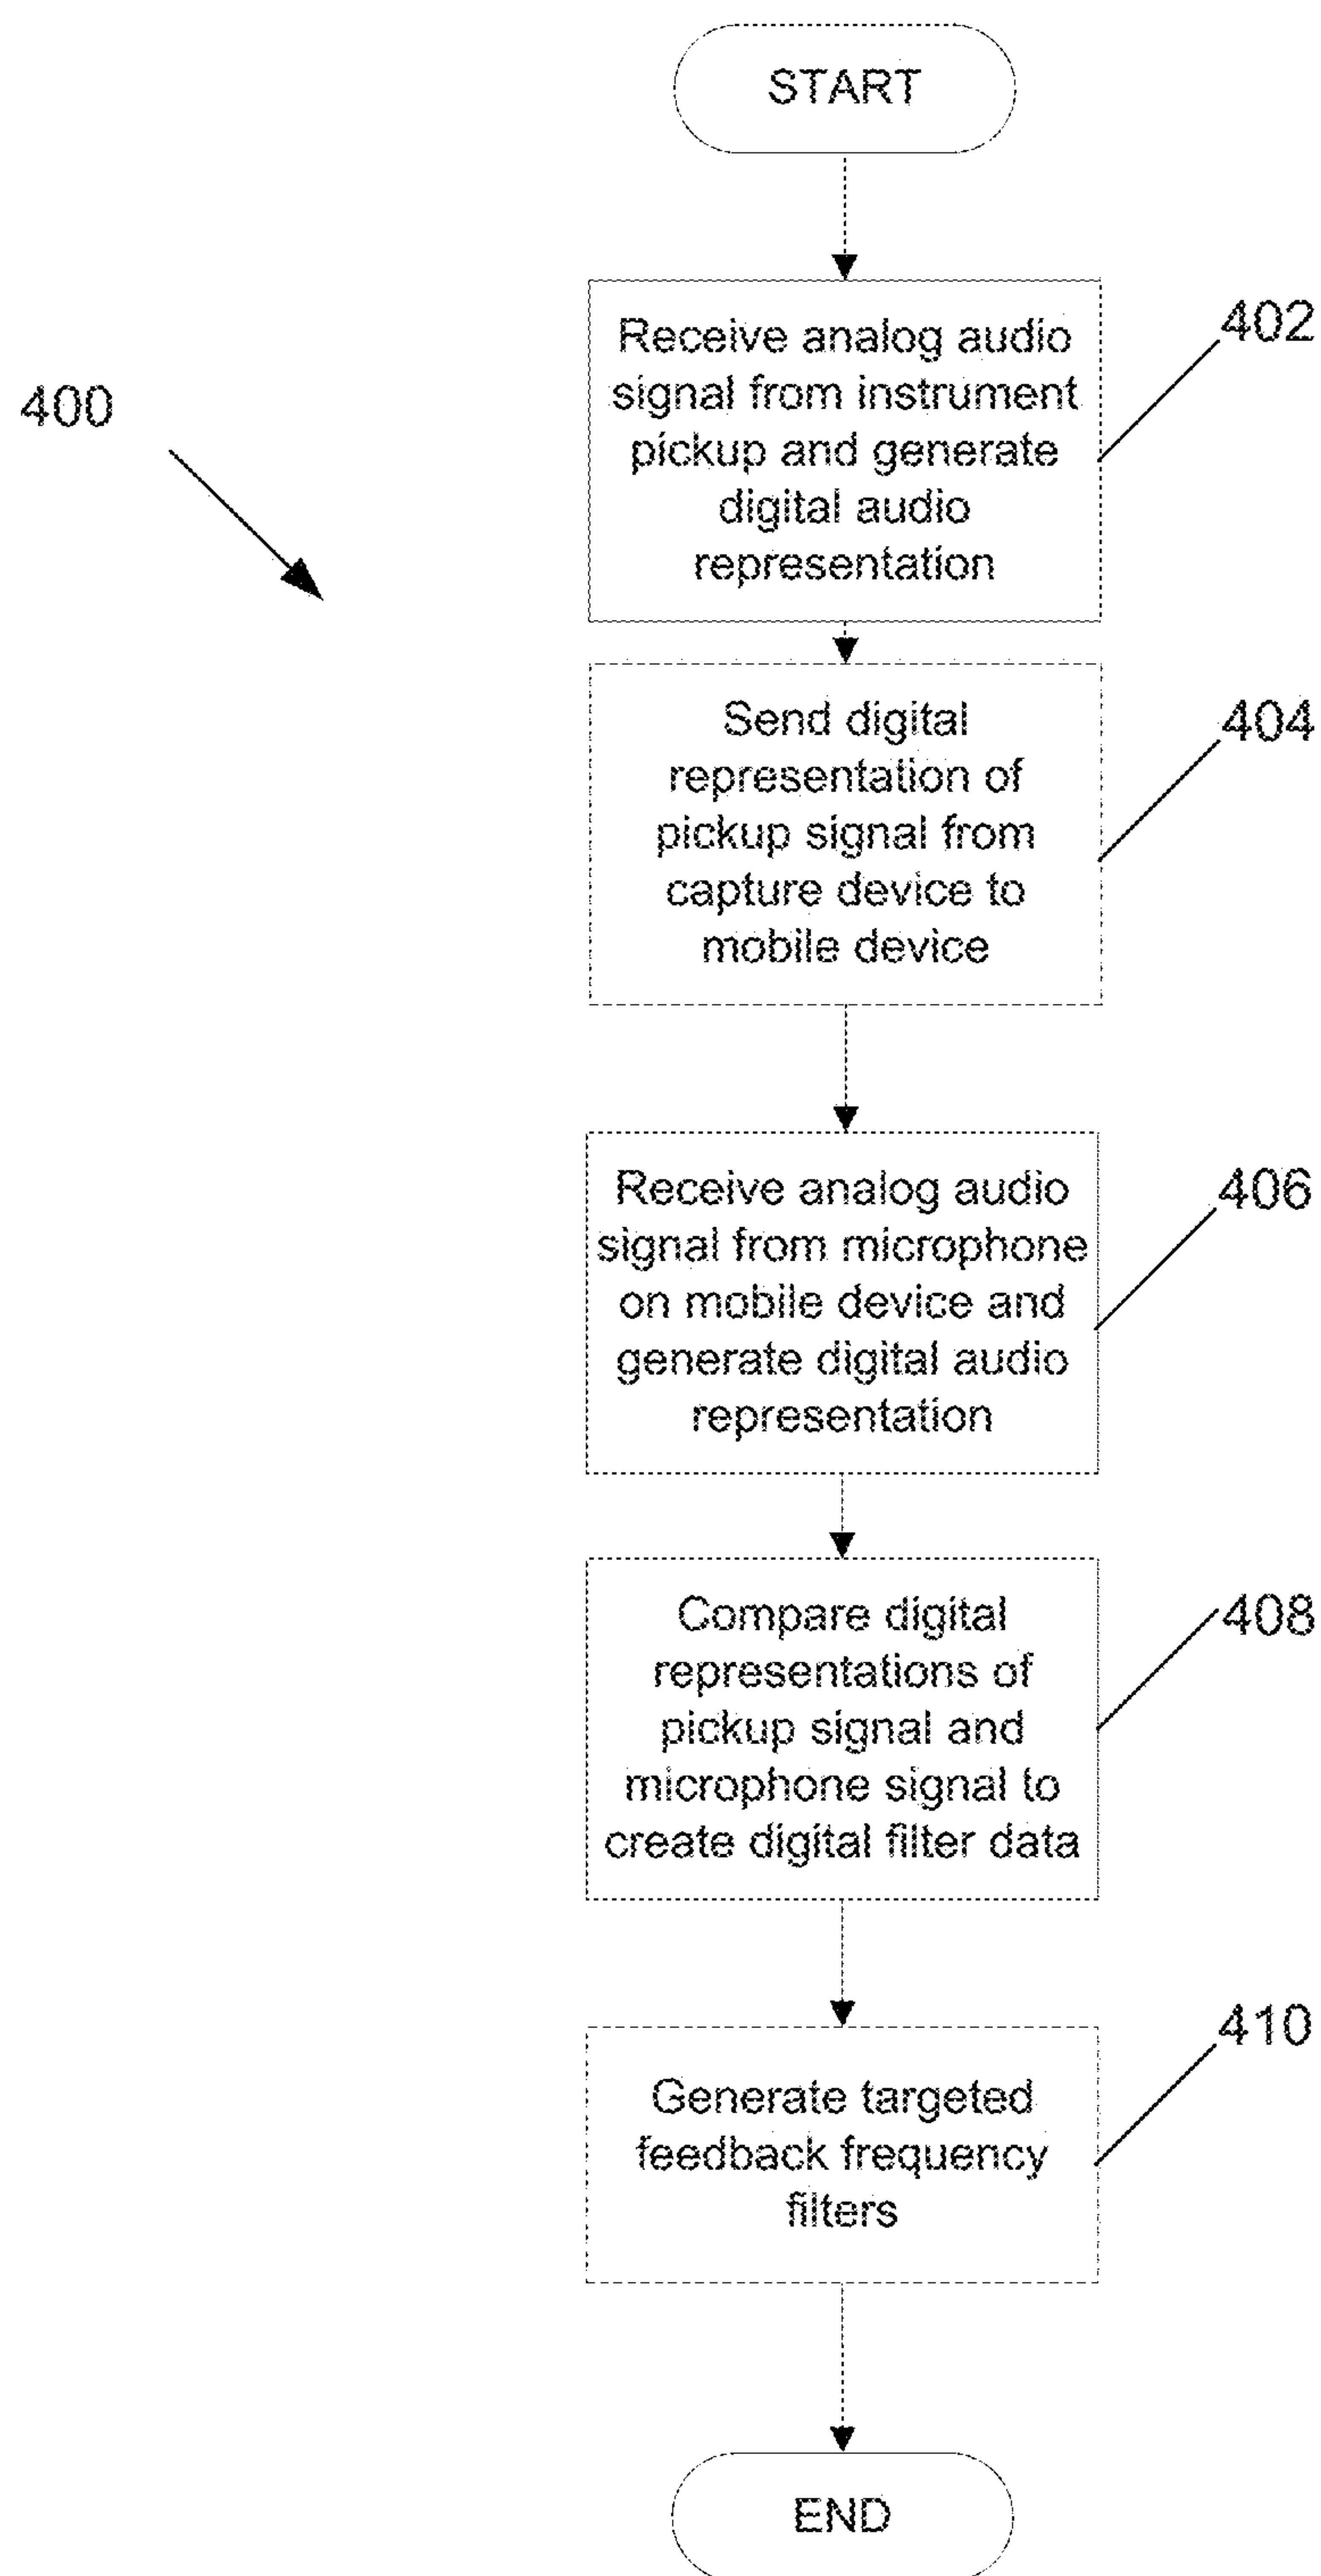 START
Receive analog audio
signal from instrument
pickup and generate
digital audio
representation
402
400
Send digital
representation of
pickup signal from
capture device to
mobile device
404
Receive analog audio
signal from microphone
on mobile device and
generate digital audio
representation
406
Compare digital
representations of
pickup signal and
microphone signal to
create digital filter data
408
Generate targeted
feedback frequency
filters
410
END